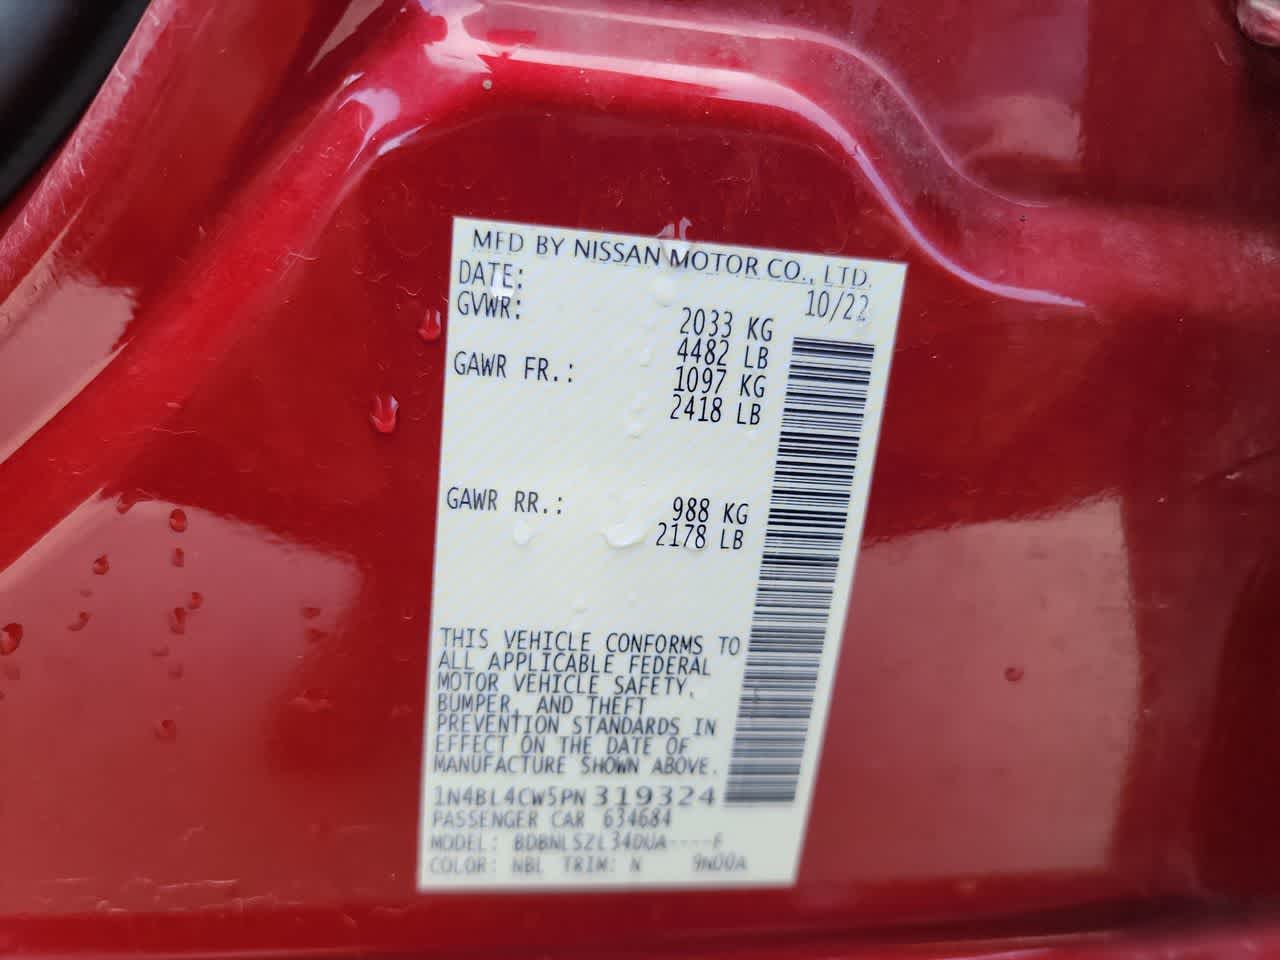 MFD BY NISSAN MOTOR CO., LTD.
DATE: 10/22
GVWR: 2033 KG
4482 LB
GAWR FR.: 1097 KG
2418 LB
GAWR RR.: 988 KG
2178 LB
THIS VEHICLE CONFORMS TO
ALL APPLICABLE FEDERAL
MOTOR VEHICLE SAFETY,
BUMPER, AND THEFT
PREVENTION STANDARDS IN
EFFECT ON THE DATE OF
MANUFACTURE SHOWN ABOVE.
1N4BL4CW5PN319324
PASSENGER CAR 634684
MODEL: BDBNLSZL34DUA----F
COLOR: NBL TRIM: N 9N00A